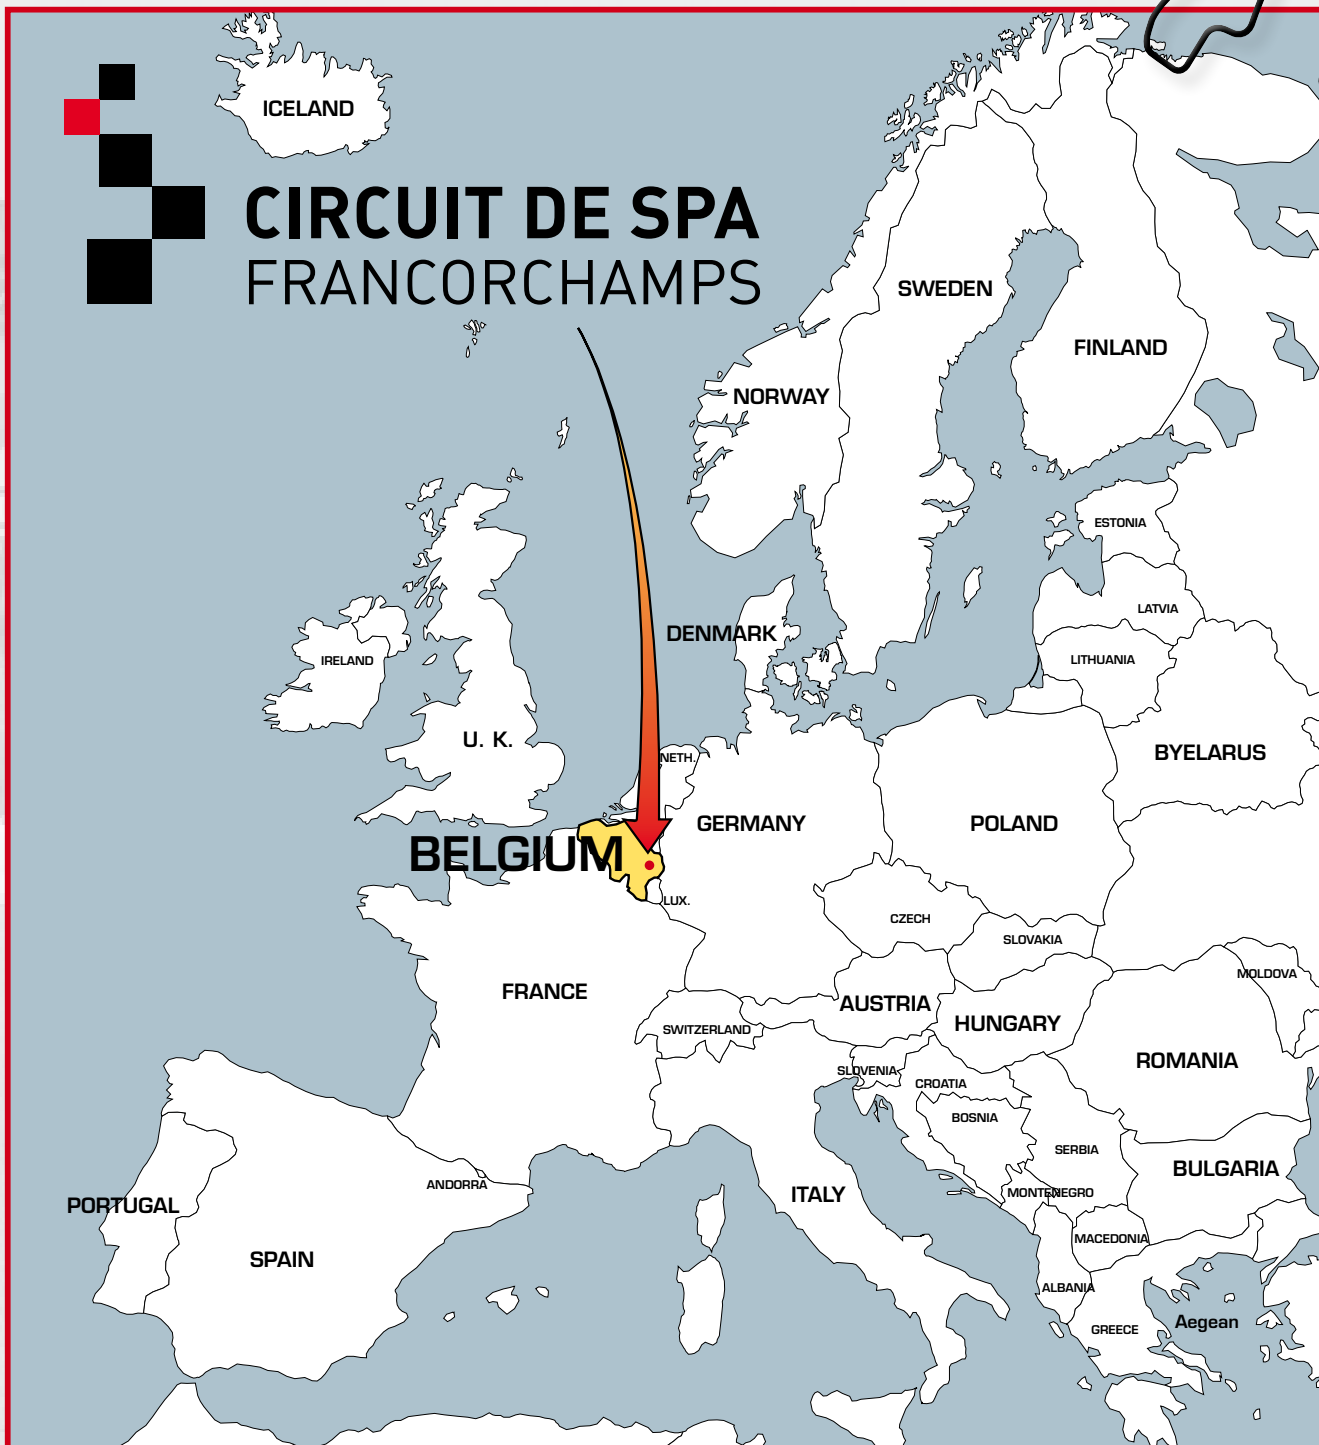 ICELAND
CIRCUIT DE SPA
FRANCORCHAMPS
SWEDEN
FINLAND
NORWAY
ESTONIA
LATVIA
DENMARK
LITHUANIA
IRELAND
U. K.
BYELARUS
NETH.
GERMANY
POLAND
BELGIUM
LUX.
CZECH
SLOVAKIA
MOLDOVA
FRANCE
AUSTRIA
HUNGARY
SWITZERLAND
ROMANIA
SLOVENIA
CROATIA
BOSNIA
SERBIA
BULGARIA
ANDORRA
MONTENEGRO
ITALY
PORTUGAL
MACEDONIA
SPAIN
ALBANIA
Aegean
GREECE